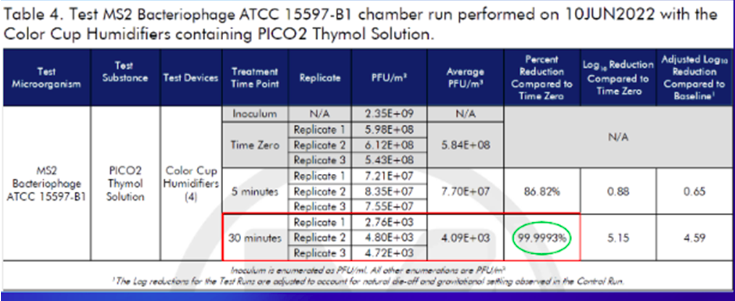 Table 4. Test MS2 Bacteriophage ATCC 15597-B1 chamber run performed on 10JUN2022 with the
Color Cup Humidifiers containing PICO2 Thymol Solution.
Test Microorganism Test Substance Test Devices Treatment Time Point Replicate PFU/m³ Average PFU/m³ Percent Reduction Compared to Time Zero Log₁₀ Reduction Compared to Time Zero Adjusted Log₁₀ Reduction Compared to Baseline¹
MS2 Bacteriophage ATCC 15597-B1 PICO2 Thymol Solution Color Cup Humidifiers (4)
Inoculum N/A 2.35E+09 N/A N/A
Time Zero Replicate 1 5.98E+08 5.84E+08
Replicate 2 6.12E+08
Replicate 3 5.43E+08
5 minutes Replicate 1 7.21E+07 7.70E+07 86.82% 0.88 0.65
Replicate 2 8.35E+07
Replicate 3 7.55E+07
30 minutes Replicate 1 2.76E+03 4.09E+03 99.9993% 5.15 4.59
Replicate 2 4.80E+03
Replicate 3 4.72E+03
Inoculum is enumerated as PFU/ml. All other enumerations are PFU/m³
¹The Log reductions for the Test Runs are adjusted to account for natural die-off and gravitational settling observed in the Control Run.